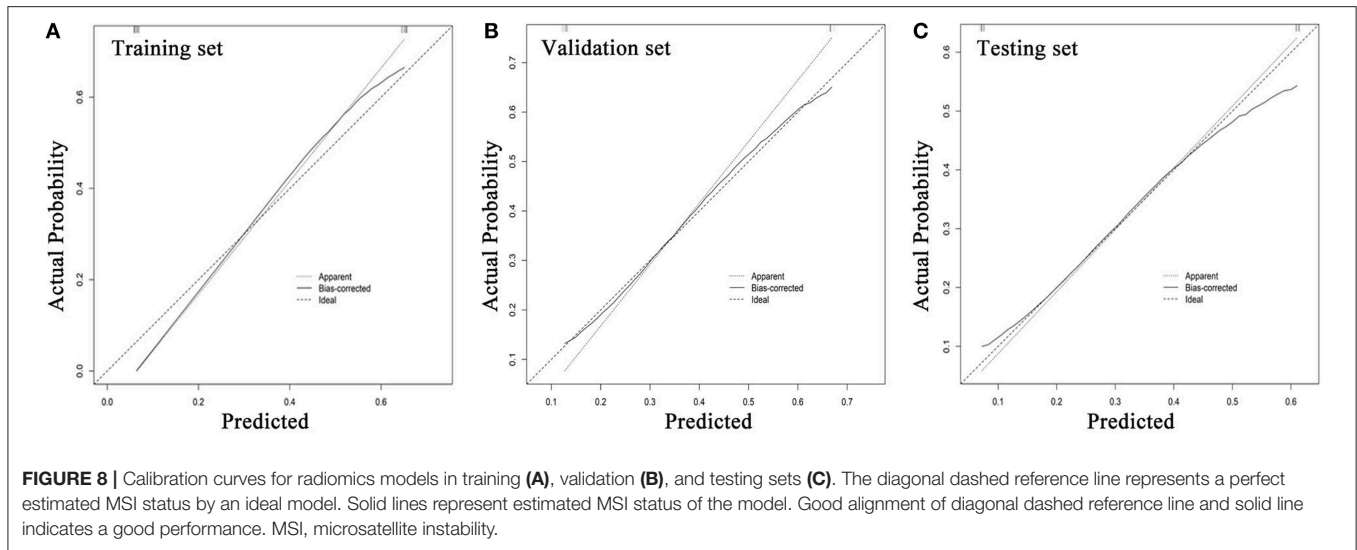 A
Training set
Actual Probability
0.0
0.2
0.4
0.6
Apparent
Bias-corrected
Ideal
0.0 0.2 0.4 0.6
Predicted
B
Validation set
Actual Probability
0.1
0.2
0.3
0.4
0.5
0.6
0.7
Apparent
Bias-corrected
Ideal
0.1 0.2 0.3 0.4 0.5 0.6 0.7
Predicted
C
Testing set
Actual Probability
0.1
0.2
0.3
0.4
0.5
0.6
Apparent
Bias-corrected
Ideal
0.1 0.2 0.3 0.4 0.5 0.6
Predicted
FIGURE 8 | Calibration curves for radiomics models in training (A), validation (B), and testing sets (C). The diagonal dashed reference line represents a perfect
estimated MSI status by an ideal model. Solid lines represent estimated MSI status of the model. Good alignment of diagonal dashed reference line and solid line
indicates a good performance. MSI, microsatellite instability.